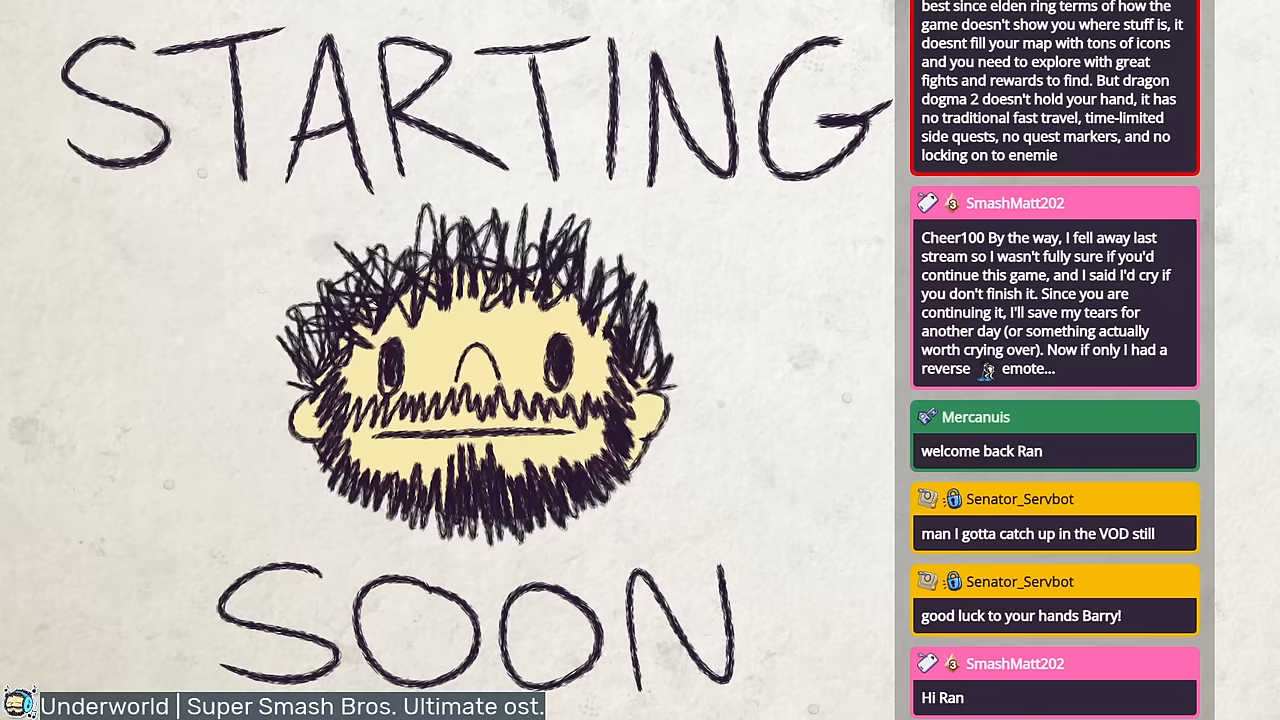 STARTING
SOON
Underworld | Super Smash Bros. Ultimate ost.
best since elden ring terms of how the
game doesn't show you where stuff is, it
doesnt fill your map with tons of icons
and you need to explore with great
fights and rewards to find. But dragon
dogma 2 doesn't hold your hand, it has
no traditional fast travel, time-limited
side quests, no quest markers, and no
locking on to enemie
3 SmashMatt202
Cheer100 By the way, I fell away last
stream so I wasn't fully sure if you'd
continue this game, and I said I'd cry if
you don't finish it. Since you are
continuing it, I'll save my tears for
another day (or something actually
worth crying over). Now if only I had a
reverse emote...
Mercanuis
welcome back Ran
Senator_Servbot
man I gotta catch up in the VOD still
Senator_Servbot
good luck to your hands Barry!
3 SmashMatt202
Hi Ran